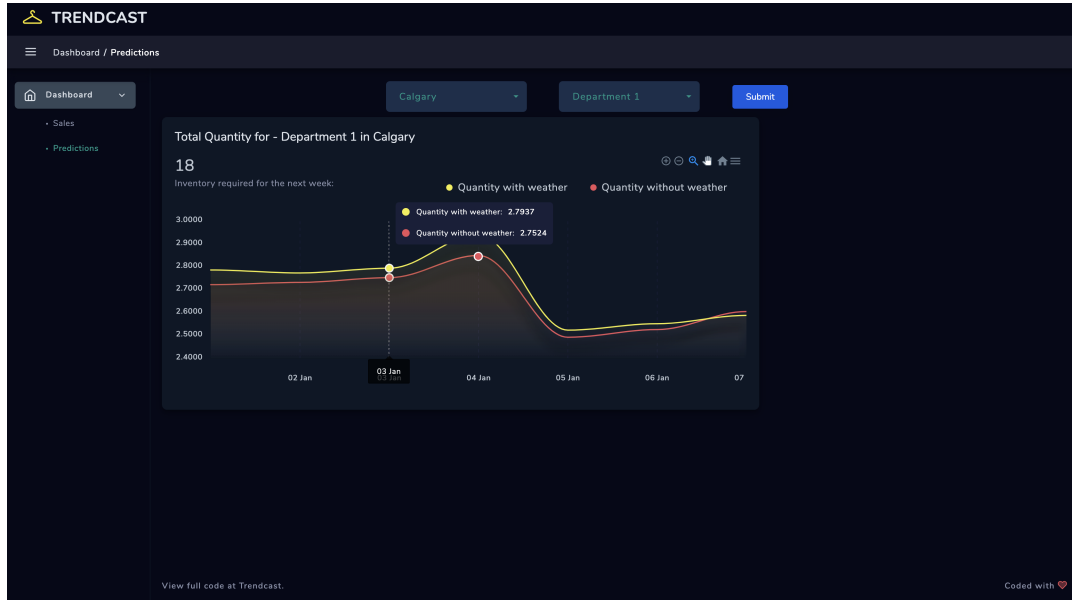 TRENDCAST
Dashboard / Predictions
Dashboard
Calgary
Department 1
Submit
• Sales
• Predictions
Total Quantity for - Department 1 in Calgary
18
Inventory required for the next week:
Quantity with weather
Quantity without weather
Quantity with weather: 2.7937
Quantity without weather: 2.7524
3.0000
2.9000
2.8000
2.7000
2.6000
2.5000
2.4000
03 Jan
02 Jan
03 Jan
04 Jan
05 Jan
06 Jan
07
View full code at Trendcast.
Coded with